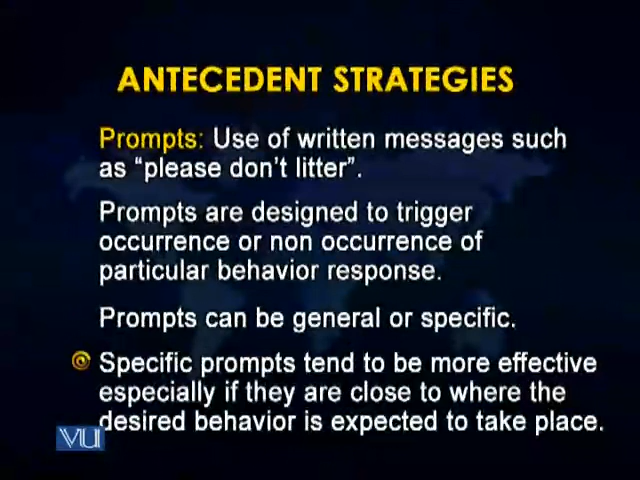 ANTECEDENT STRATEGIES
Prompts: Use of written messages such
as “please don’t litter”.
Prompts are designed to trigger
occurrence or non occurrence of
particular behavior response.
Prompts can be general or specific.
Specific prompts tend to be more effective
especially if they are close to where the
desired behavior is expected to take place.
VU